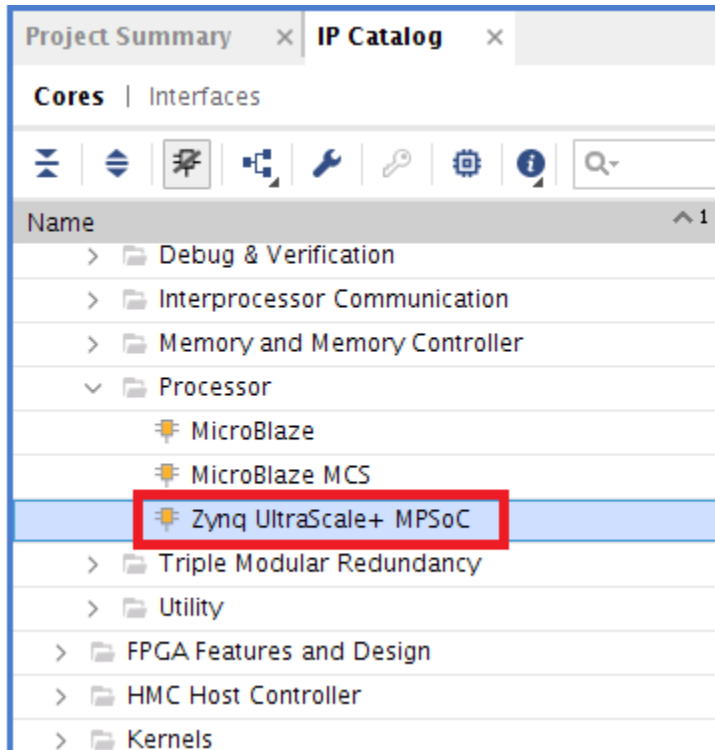 Project Summary × IP Catalog ×
Cores | Interfaces
Name 1
Debug & Verification
Interprocessor Communication
Memory and Memory Controller
Processor
MicroBlaze
MicroBlaze MCS
Zynq UltraScale+ MPSoC
Triple Modular Redundancy
Utility
FPGA Features and Design
HMC Host Controller
Kernels